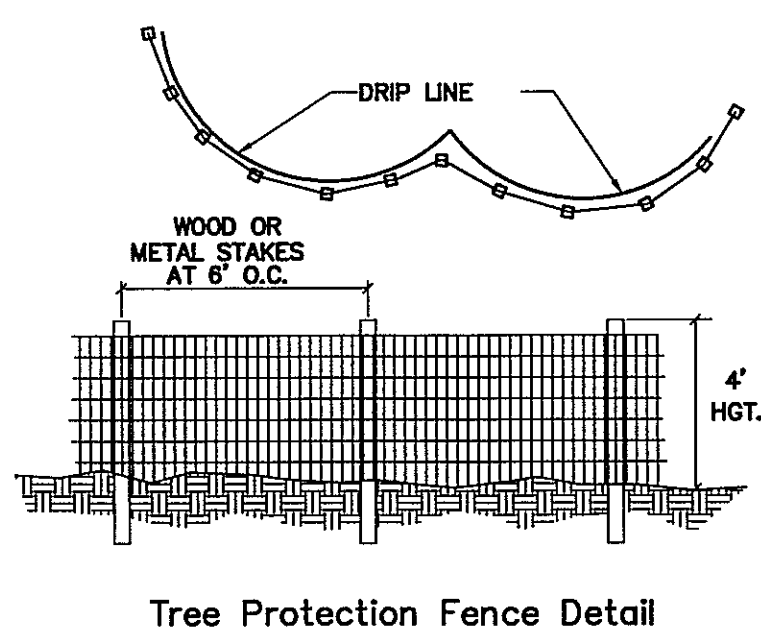 DRIP LINE
WOOD OR
METAL STAKES
AT 6' O.C.
4'
HGT.
Tree Protection Fence Detail